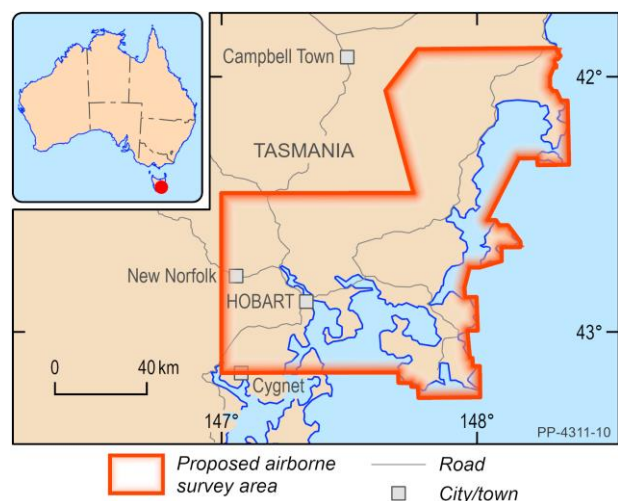 Campbell Town
42°
TASMANIA
New Norfolk
HOBART
43°
0 40 km
Cygnet
147°
148°
PP-4311-10
Proposed airborne
survey area
Road
City/town